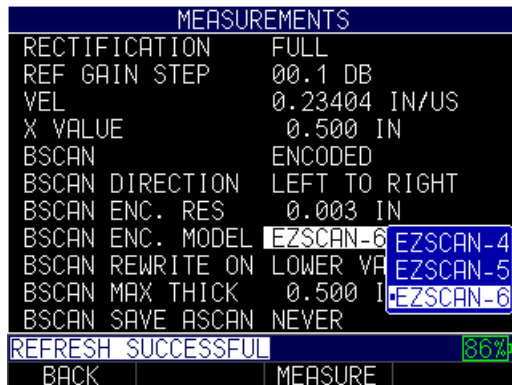 MEASUREMENTS
RECTIFICATION FULL
REF GAIN STEP 00.1 DB
VEL 0.23404 IN/US
X VALUE 0.500 IN
BSCAN ENCODED
BSCAN DIRECTION LEFT TO RIGHT
BSCAN ENC. RES 0.003 IN
BSCAN ENC. MODEL EZSCAN-6 EZSCAN-4
BSCAN REWRITE ON LOWER VA EZSCAN-5
BSCAN MAX THICK 0.500 I EZSCAN-6
BSCAN SAVE ASCAN NEVER
REFRESH SUCCESSFUL 86%
BACK MEASURE